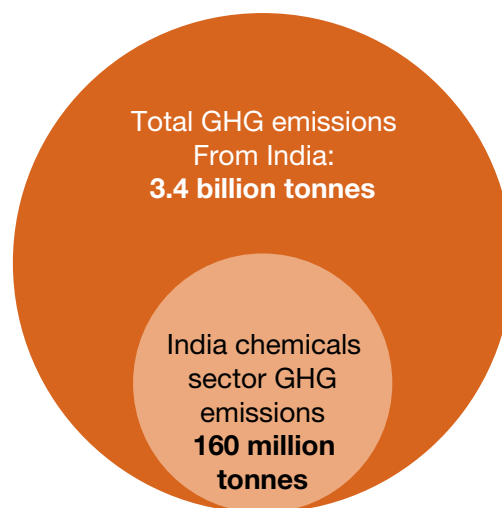 Total GHG emissions
From India:
3.4 billion tonnes
India chemicals
sector GHG
emissions
160 million
tonnes